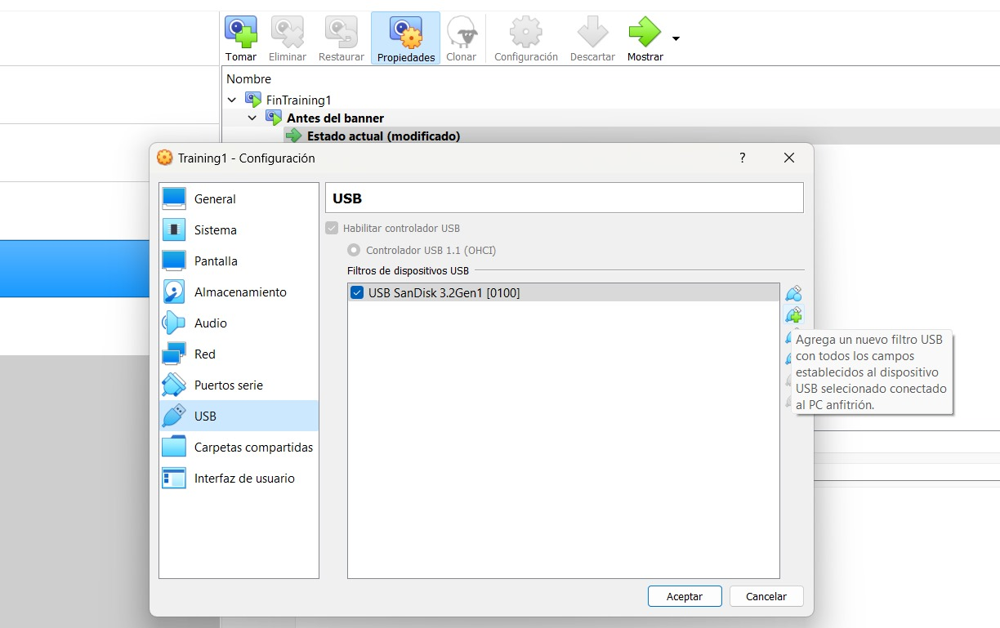 Tomar Eliminar Restaurar Propiedades Clonar Configuración Descartar Mostrar
Nombre
FinTraining1
Antes del banner
Estado actual (modificado)
Training1 - Configuración ?
General
Sistema
Pantalla
Almacenamiento
Audio
Red
Puertos serie
USB
Carpetas compartidas
Interfaz de usuario
USB
Habilitar controlador USB
Controlador USB 1.1 (OHCI)
Filtros de dispositivos USB
USB SanDisk 3.2Gen1 [0100]
Agrega un nuevo filtro USB
con todos los campos
establecidos al dispositivo
USB selecionado conectado
al PC anfitrión.
Aceptar Cancelar